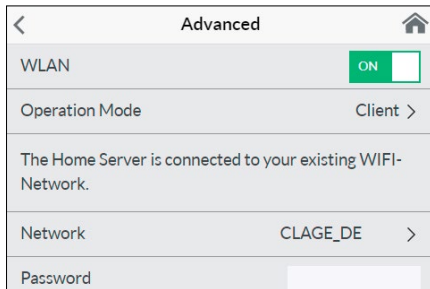 Advanced
WLAN ON
Operation Mode Client
The Home Server is connected to your existing WIFI-
Network.
Network CLAGE_DE
Password